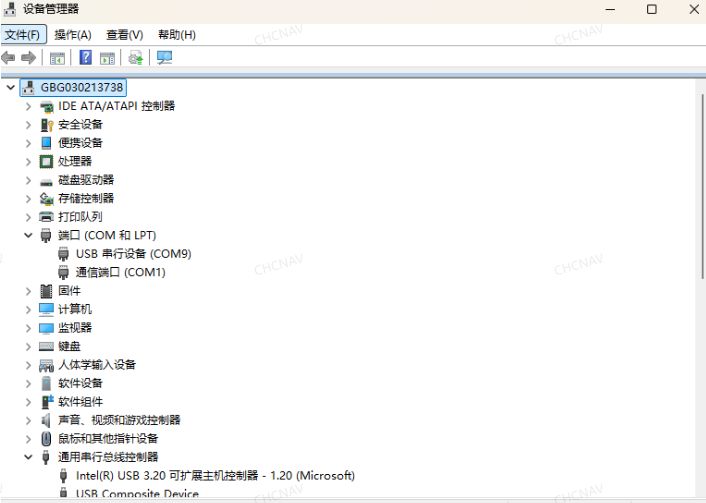 设备管理器
文件(F) 操作(A) 查看(V) 帮助(H)
CHCNAV CHCNAV
GBG030213738
IDE ATA/ATAPI 控制器
安全设备
便携设备
处理器
磁盘驱动器
存储控制器
打印队列
端口 (COM 和 LPT)
USB 串行设备 (COM9)
通信端口 (COM1)
CHCNAV CHCNAV
固件
计算机
监视器
键盘
人体学输入设备
软件设备
软件组件
声音、视频和游戏控制器
鼠标和其他指针设备
通用串行总线控制器
Intel(R) USB 3.20 可扩展主机控制器 - 1.20 (Microsoft)
USB Composite Device
CHCNAV CHCNAV